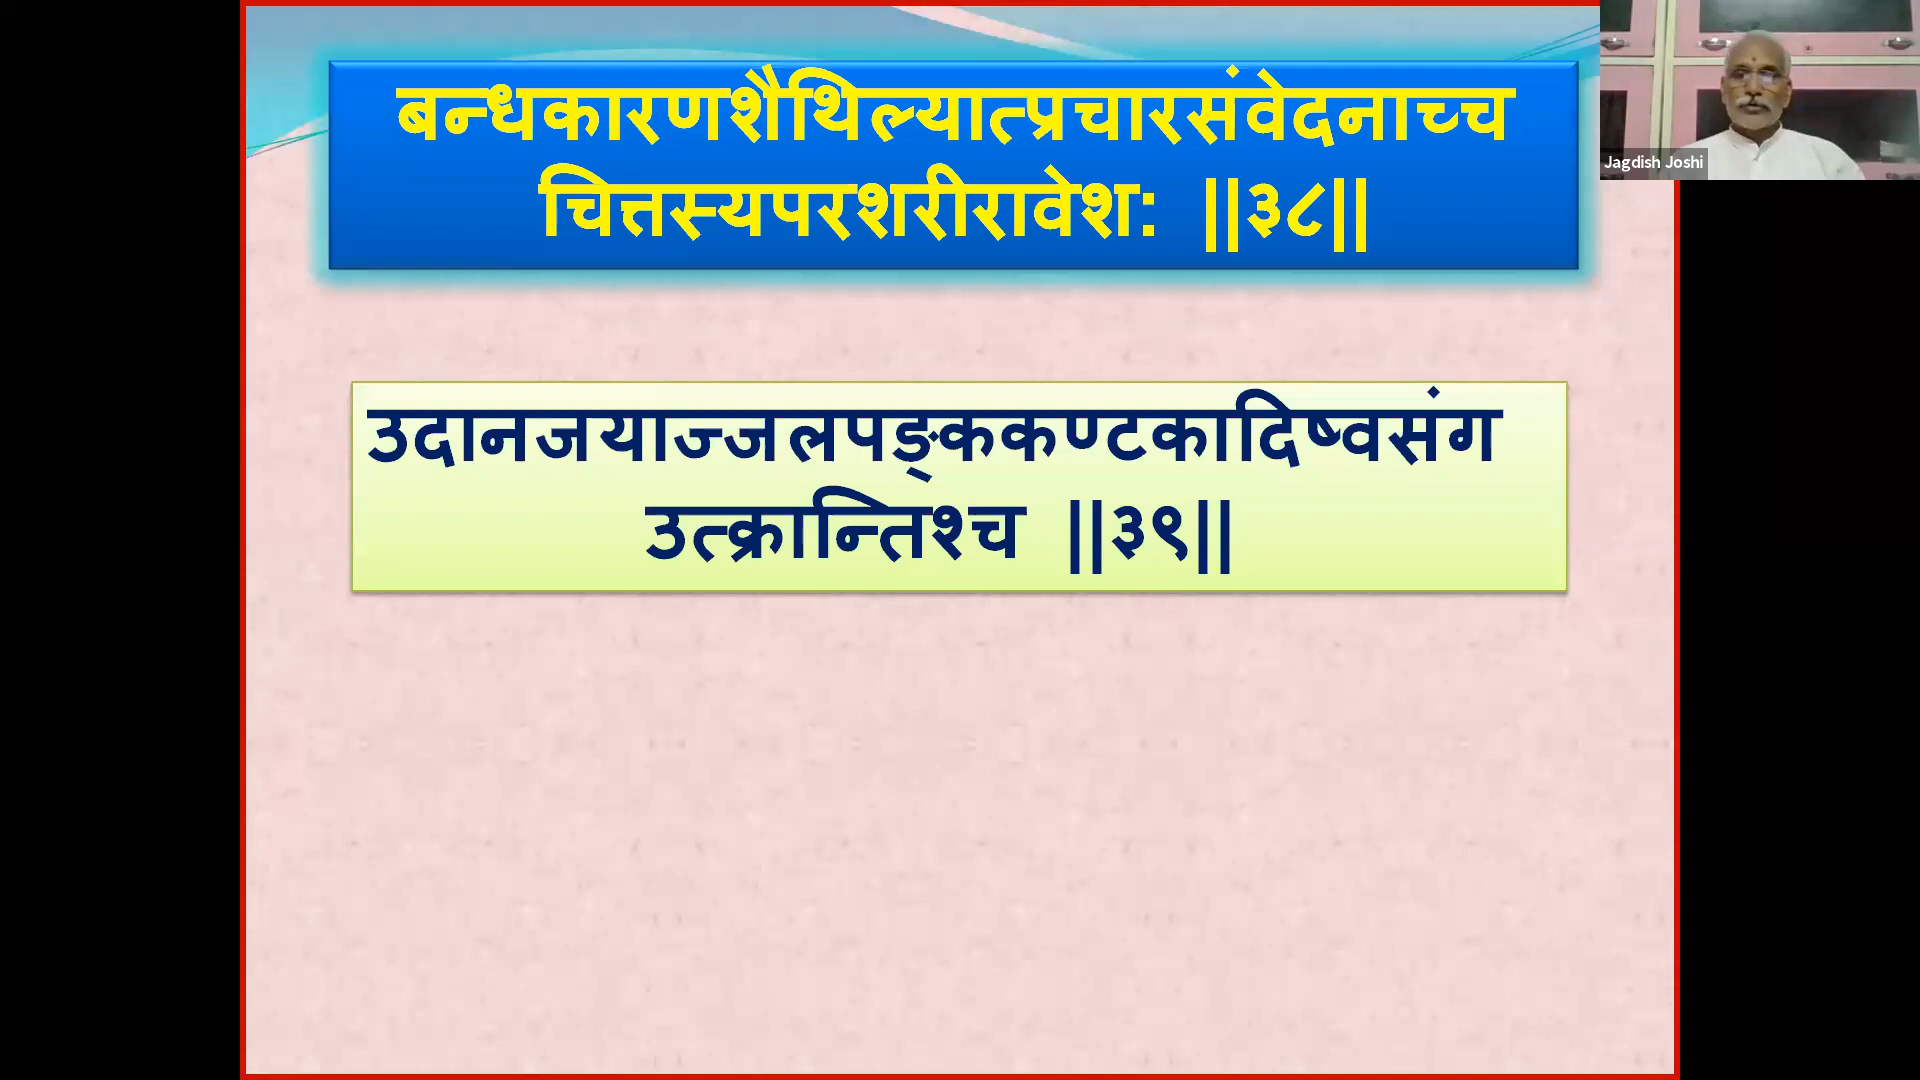 बन्धकारणशैथिल्यात्प्रचारसंवेदनाच्च
चित्तस्यपरशरीरावेश: ||३८||
Jagdish Joshi
उदानजयाज्जलपङ्ककण्टकादिष्वसंग
उत्क्रान्तिश्च ||३९||